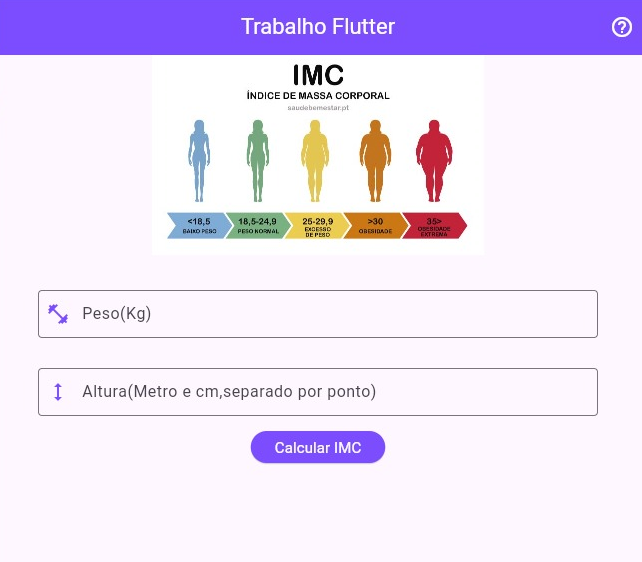 Trabalho Flutter
IMC
ÍNDICE DE MASSA CORPORAL
saudebemestar.pt
<18,5
BAIXO PESO
18,5-24,9
PESO NORMAL
25-29,9
EXCESSO
DE PESO
>30
OBESIDADE
35>
OBESIDADE
EXTREMA
Peso(Kg)
Altura(Metro e cm,separado por ponto)
Calcular IMC